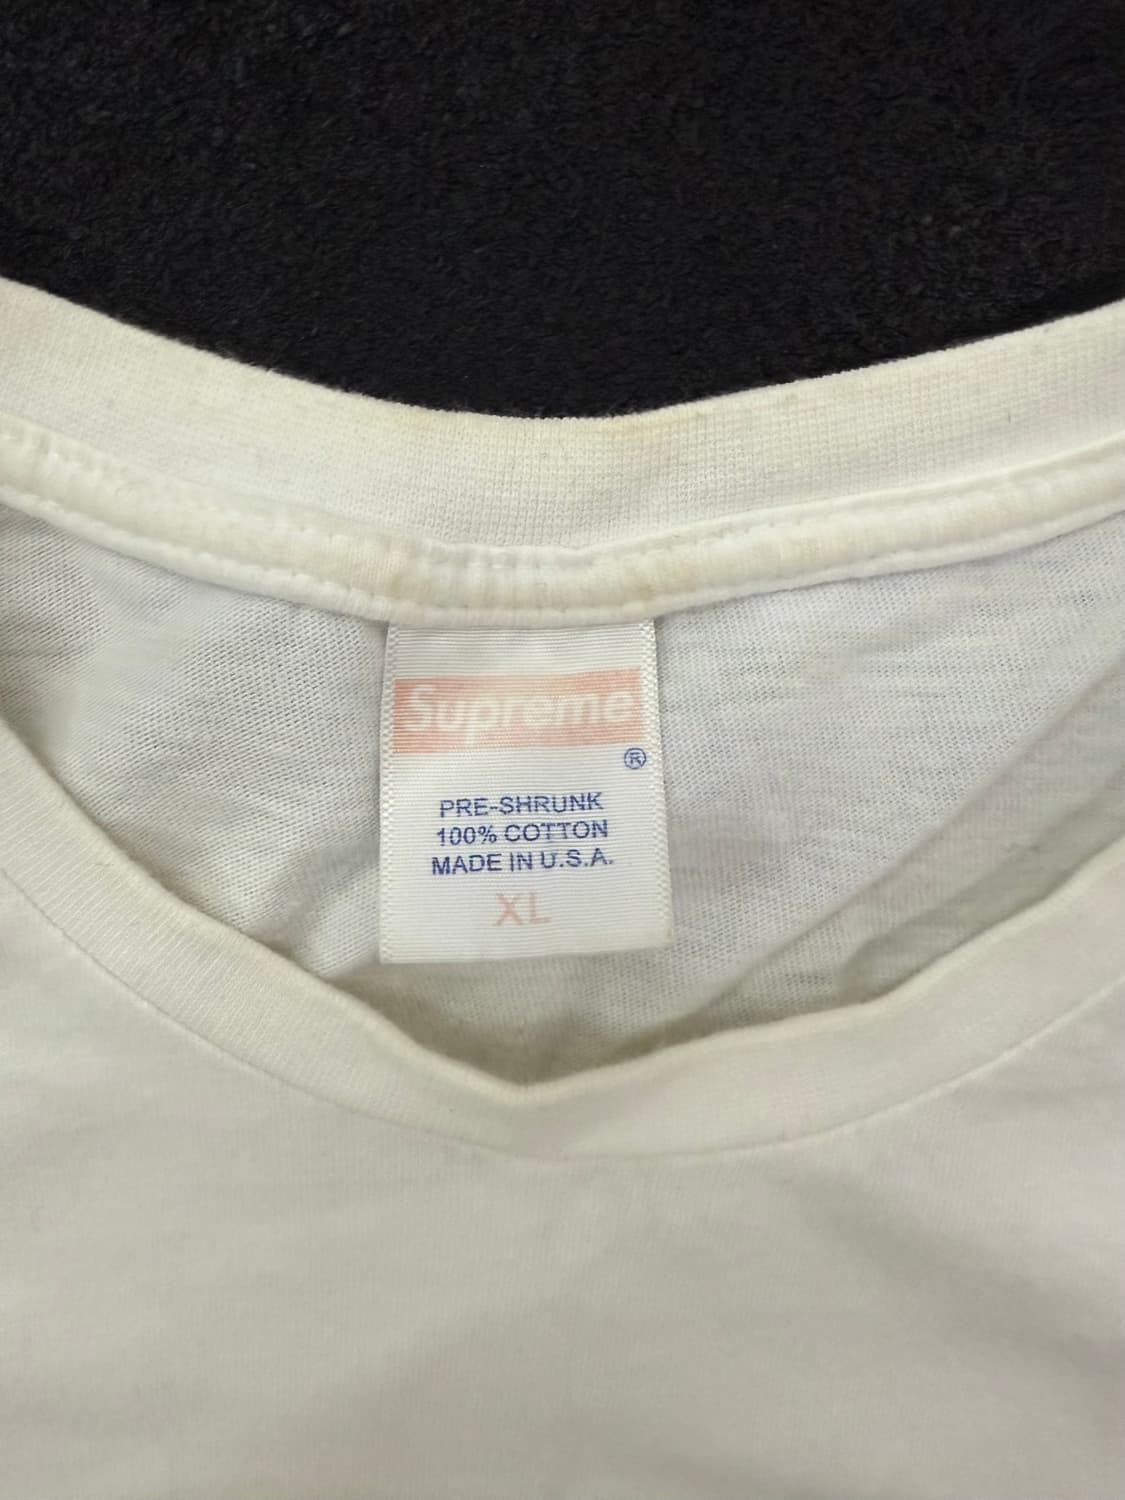 Supreme
®
PRE-SHRUNK
100% COTTON
MADE IN U.S.A.
XL